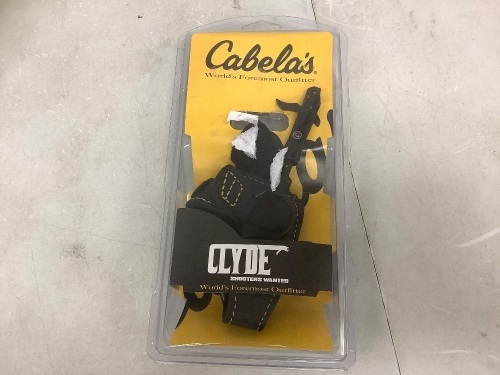 Cabela's
World's Foremost Outfitter
CLYDE
SHOOTERS WANTED
World's Foremost Outfitter